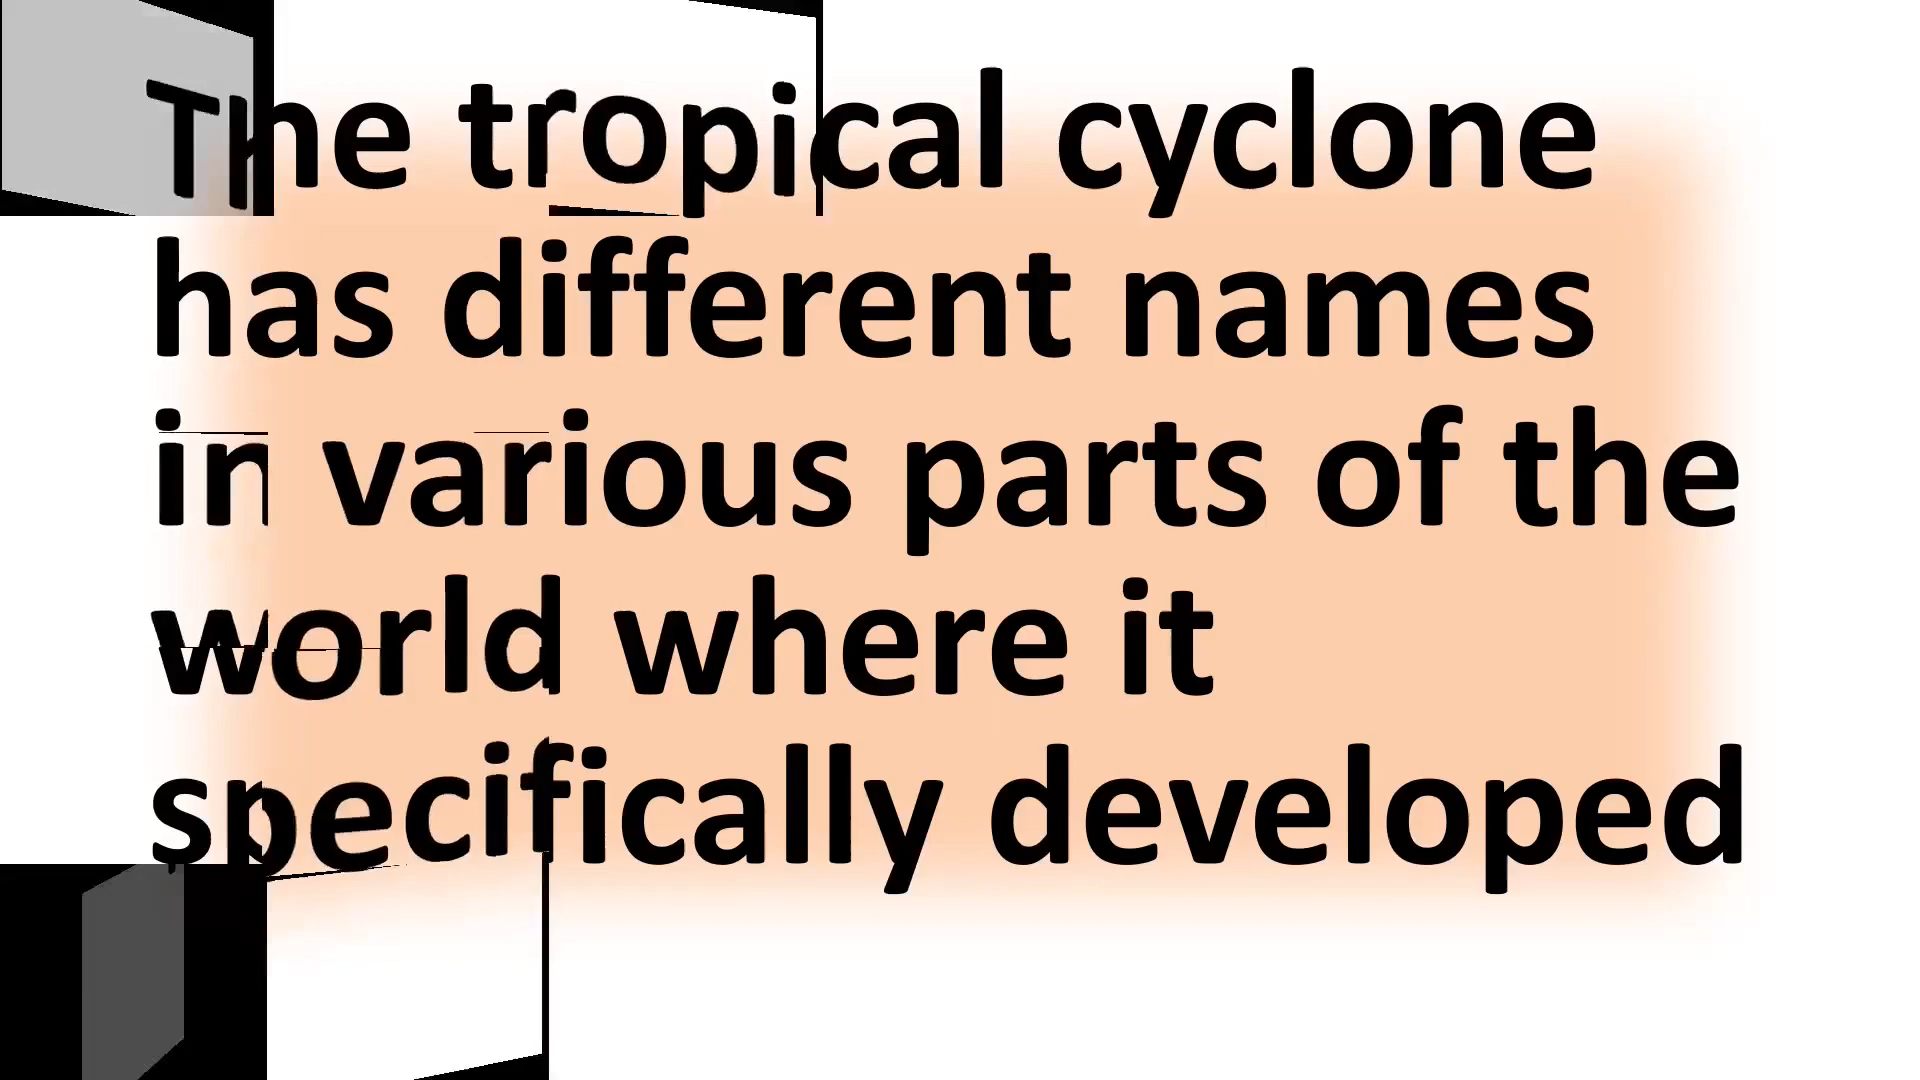 The tropical cyclone
has different names
in various parts of the
world where it
specifically developed